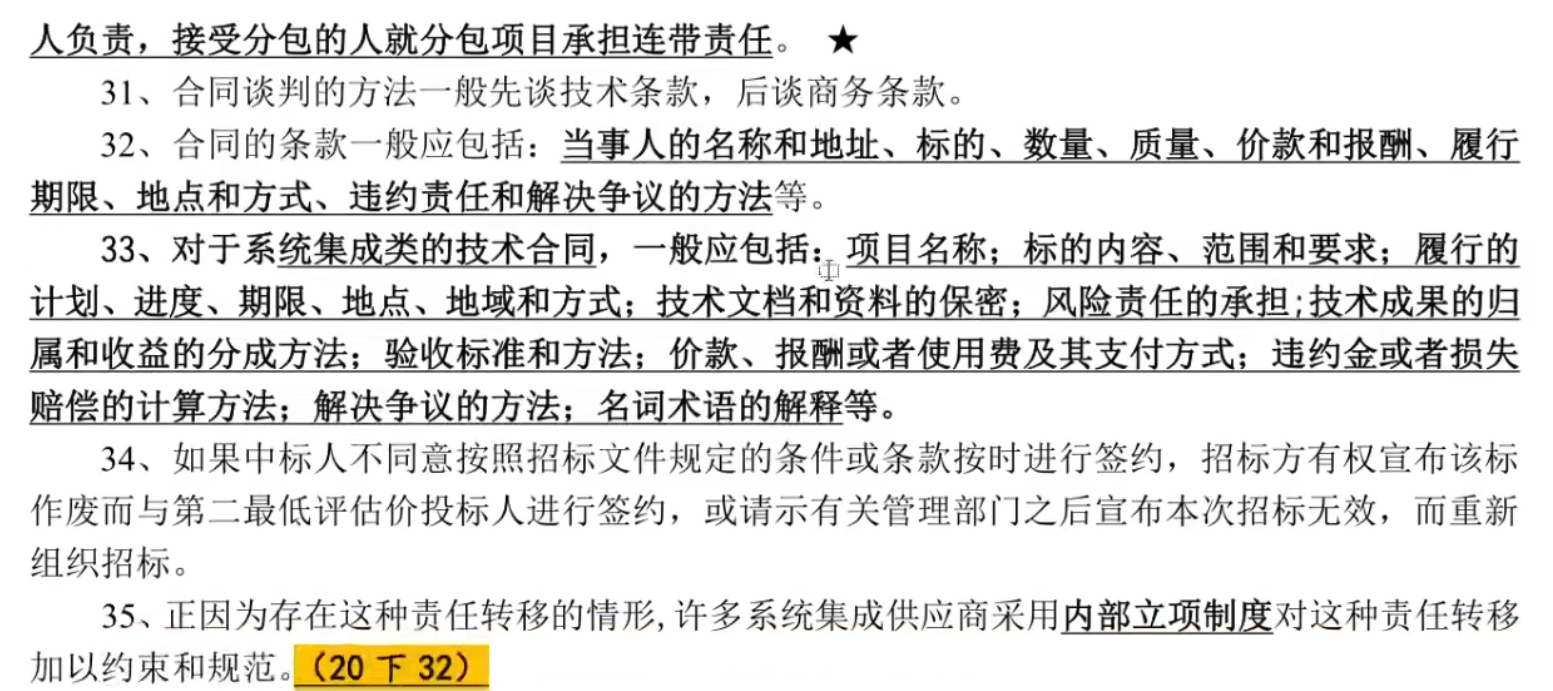 人负责，接受分包的人就分包项目承担连带责任。 ★
31、合同谈判的方法一般先谈技术条款，后谈商务条款。
32、合同的条款一般应包括：当事人的名称和地址、标的、数量、质量、价款和报酬、履行
期限、地点和方式、违约责任和解决争议的方法等。
33、对于系统集成类的技术合同，一般应包括：项目名称；标的内容、范围和要求；履行的
计划、进度、期限、地点、地域和方式；技术文档和资料的保密；风险责任的承担;技术成果的归
属和收益的分成方法；验收标准和方法；价款、报酬或者使用费及其支付方式；违约金或者损失
赔偿的计算方法；解决争议的方法；名词术语的解释等。
34、如果中标人不同意按照招标文件规定的条件或条款按时进行签约，招标方有权宣布该标
作废而与第二最低评估价投标人进行签约，或请示有关管理部门之后宣布本次招标无效，而重新
组织招标。
35、正因为存在这种责任转移的情形,许多系统集成供应商采用内部立项制度对这种责任转移
加以约束和规范。（20 下 32）